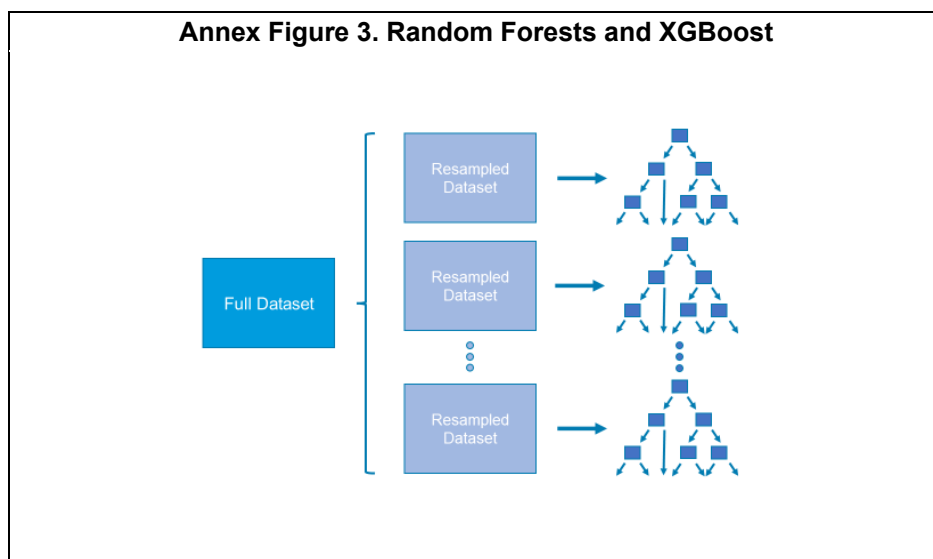 Annex Figure 3. Random Forests and XGBoost
Resampled
Dataset
Resampled
Dataset
Full Dataset
Resampled
Dataset